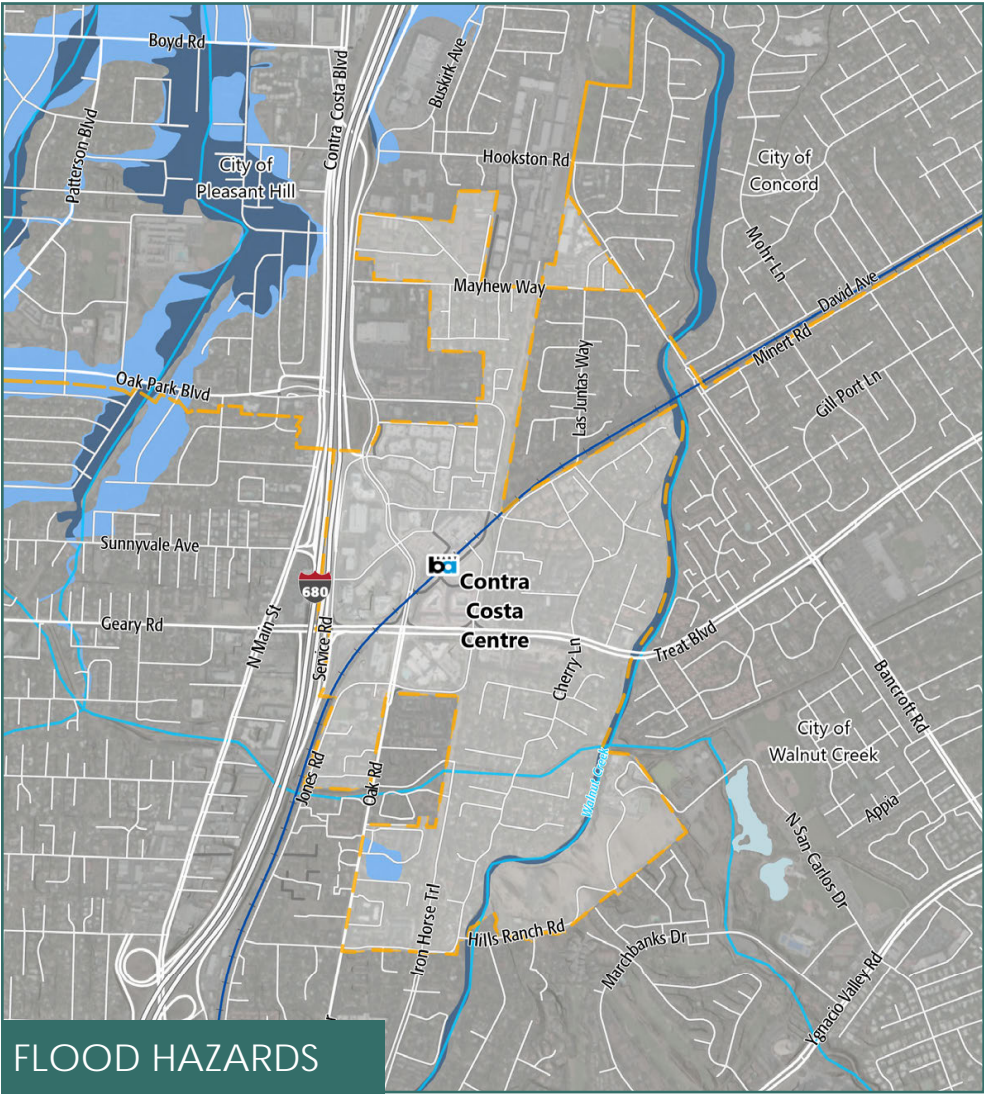 Boyd Rd
Contra Costa Blvd
Buskirk Ave
Patterson Blvd
City of
Pleasant Hill
Hookston Rd
City of
Concord
Mohr Ln
Mayhew Way
David Ave
Minert Rd
Oak Park Blvd
Las Juntas Way
Gill Port Ln
Sunnyvale Ave
ba
Contra
Costa
Centre
680
Geary Rd
N Main St
Service Rd
Cherry Ln
Treat Blvd
Bancroft Rd
City of
Walnut Creek
Jones Rd
Oak Rd
Walnut Creek
Appia
N San Carlos Dr
Iron Horse Trl
Hills Ranch Rd
Marchbanks Dr
Ygnacio Valley Rd
r
FLOOD HAZARDS